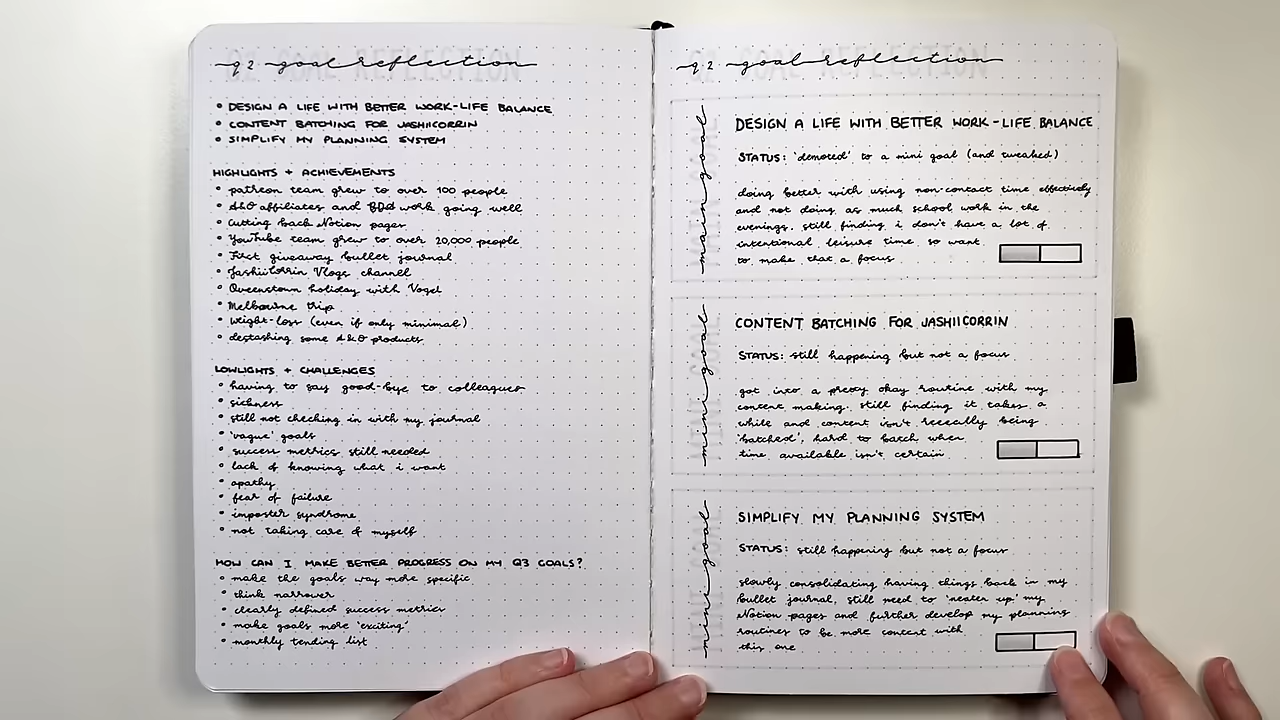 q2 goal reflection
• DESIGN A LIFE WITH BETTER WORK-LIFE BALANCE
• CONTENT BATCHING FOR JASHIICORRIN
• SIMPLIFY MY PLANNING SYSTEM
HIGHLIGHTS + ACHIEVEMENTS
• patreon team grew to over 100 people
• A&O affiliates and work going well
• cutting back Notion pages
• YouTube team grew to over 20,000 people
• First giveaway bullet journal
• JashiiCorrin Vlogs channel
• Queenstown holiday with Vogel
• Melbourne trip
• weight-loss (even if only minimal)
• destashing some A&O products
LOWLIGHTS + CHALLENGES
• having to say good-bye to colleagues
• sickness
• still not checking in with my journal
• 'vague' goals
• success metrics still needed
• lack of knowing what i want
• apathy
• fear of failure
• imposter syndrome
• not taking care of myself
HOW CAN I MAKE BETTER PROGRESS ON MY Q3 GOALS?
• make the goals way more specific
• think narrower
• clearly defined success metrics
• make goals more 'exciting'
• monthly tending list
q2 goal reflection
main goal
MAIN GOAL
DESIGN A LIFE WITH BETTER WORK-LIFE BALANCE
STATUS: 'demoted' to a mini goal (and tweaked)
doing better with using non-contact time effectively
and not doing as much school work in the
evenings. still finding i don't have a lot of
intentional leisure time so want
to make that a focus
mini goal
MINI GOAL
CONTENT BATCHING FOR JASHIICORRIN
STATUS: still happening but not a focus
got into a pretty okay routine with my
content making. still finding it takes a
while and content isn't reeeeally being
'batched', hard to batch when
time available isn't certain
mini goal
MINI GOAL
SIMPLIFY MY PLANNING SYSTEM
STATUS: still happening but not a focus
slowly consolidating having things back in my
bullet journal, still need to 'neaten up' my
Notion pages and further develop my planning
routines to be more content with
this one